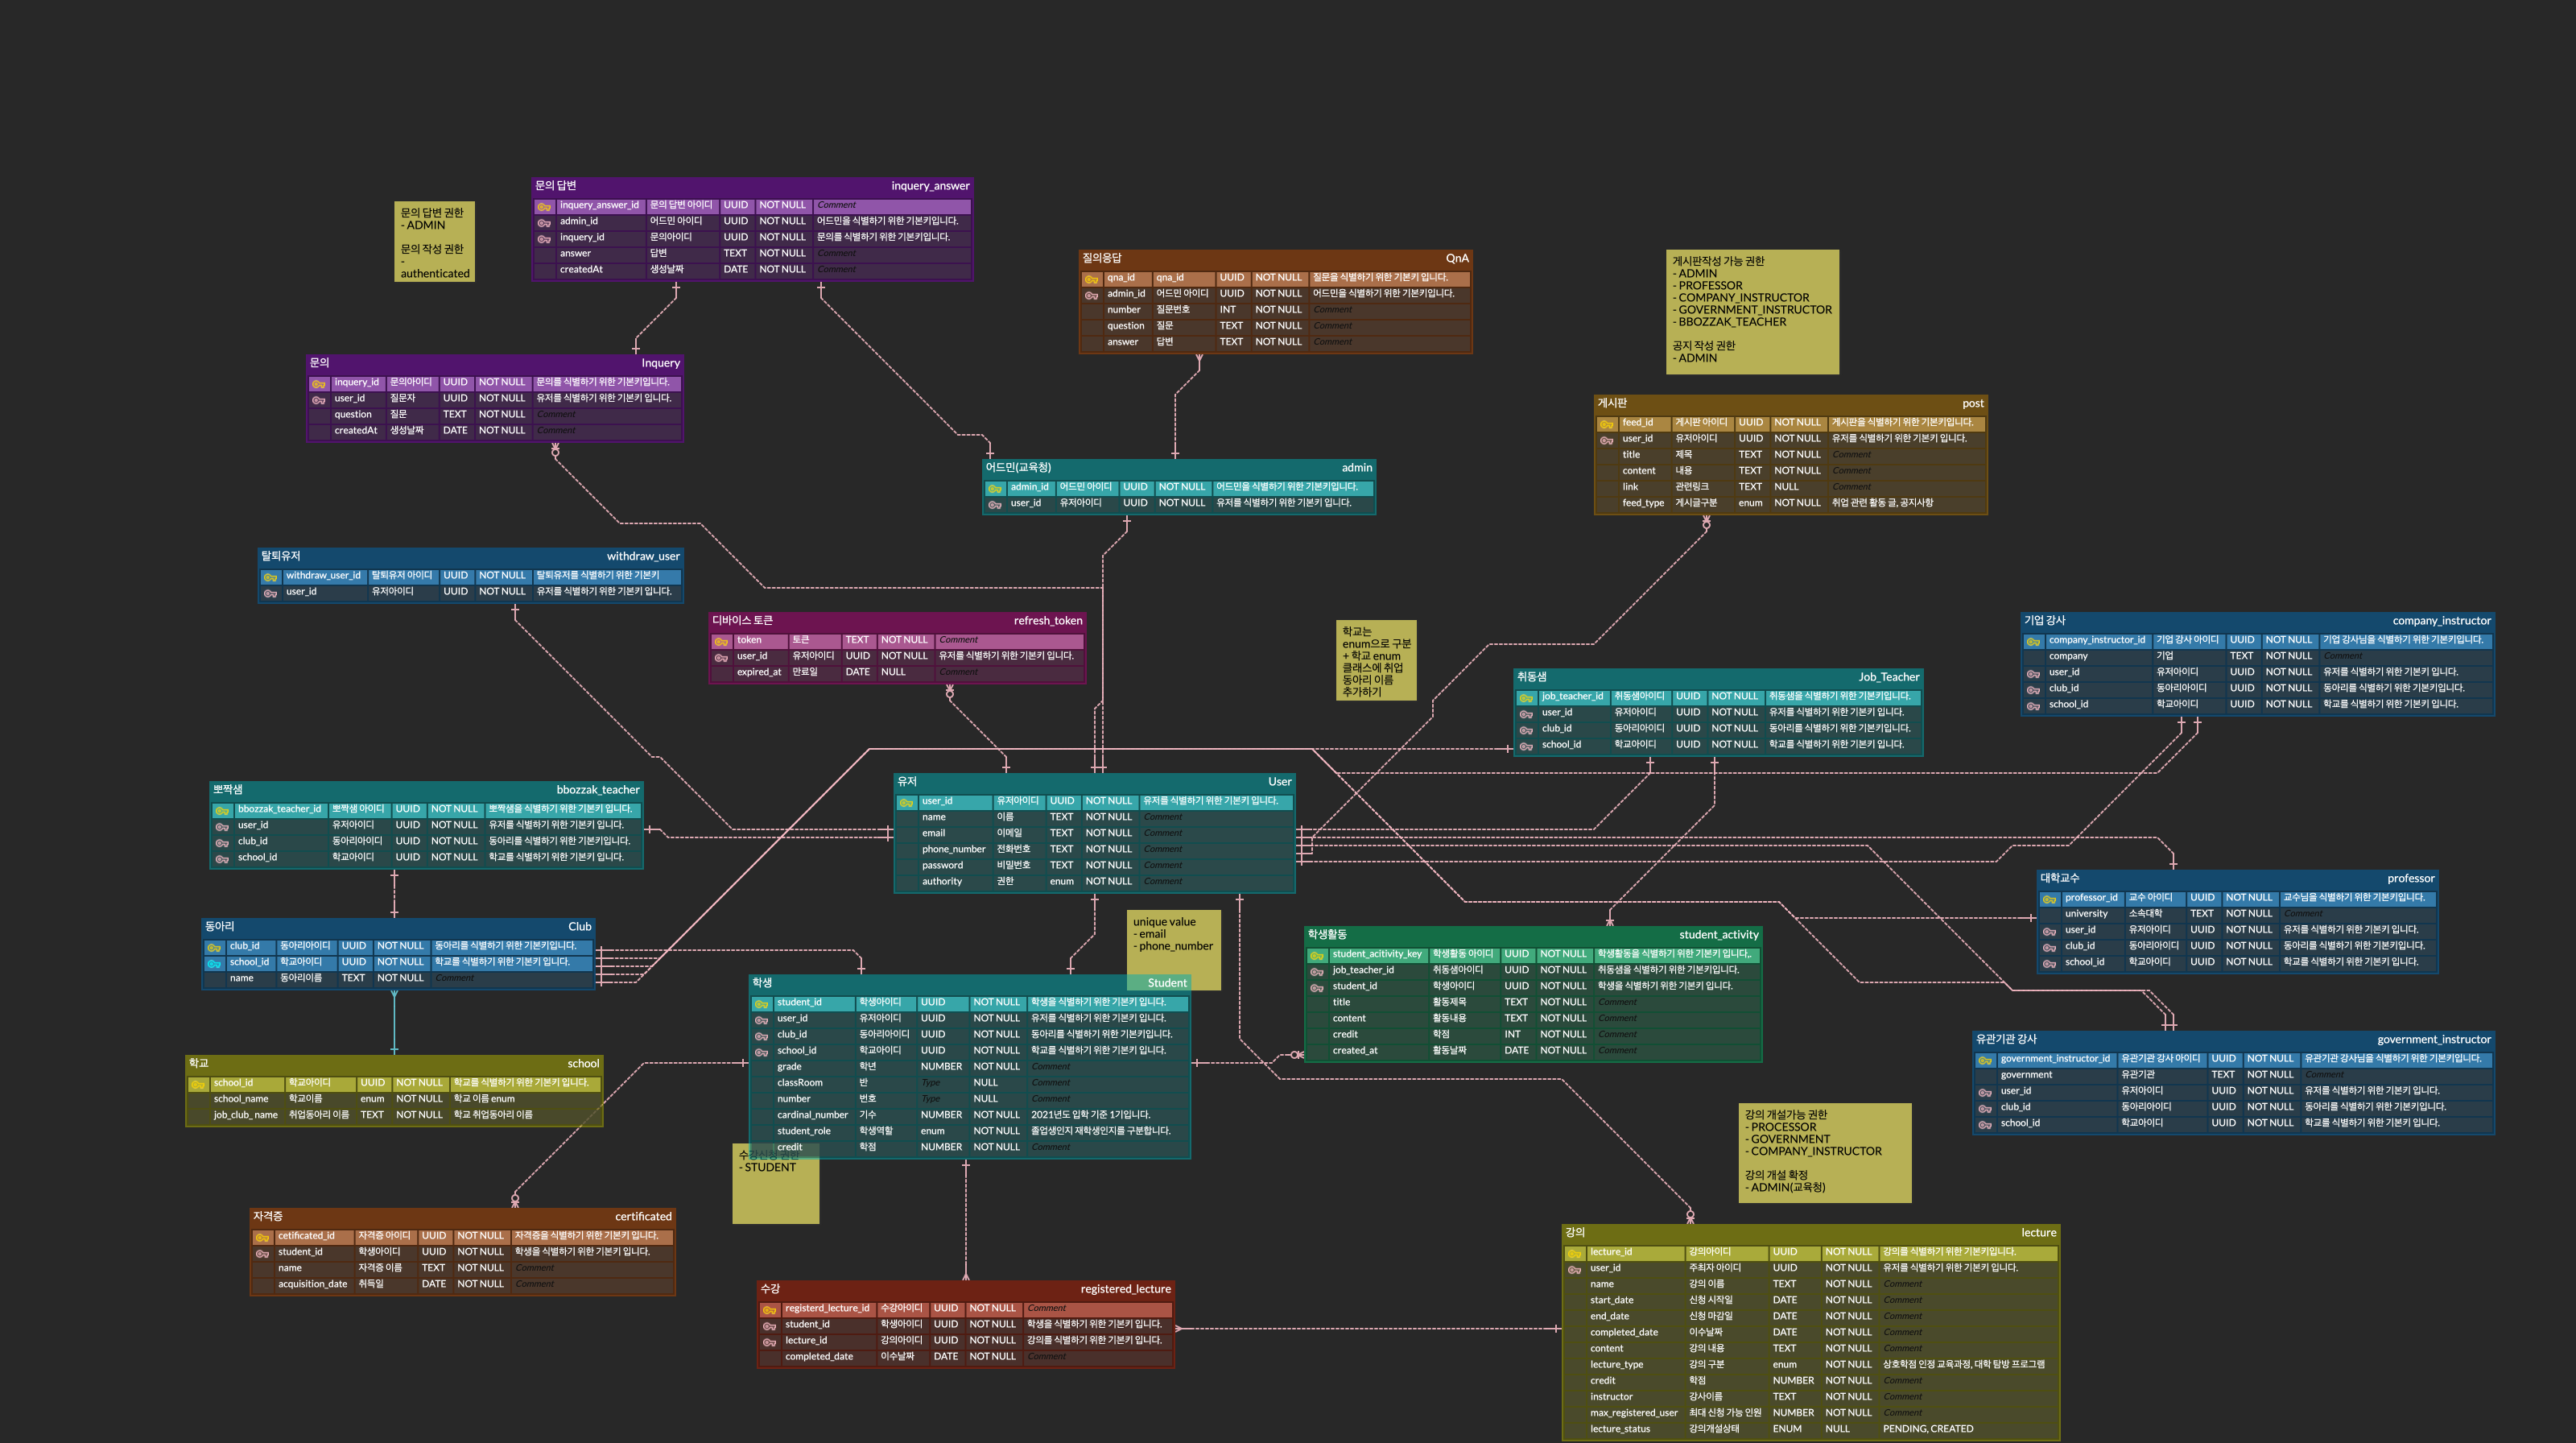 문의 답변 inquery_answer
inquery_answer_id 문의 답변 아이디 UUID NOT NULL Comment
admin_id 어드민 아이디 UUID NOT NULL 어드민을 식별하기 위한 기본키입니다.
inquery_id 문의아이디 UUID NOT NULL 문의를 식별하기 위한 기본키입니다.
answer 답변 TEXT NOT NULL Comment
createdAt 생성날짜 DATE NOT NULL Comment
문의 답변 권한
- ADMIN
문의 작성 권한
-
authenticated
질의응답 QnA
qna_id qna_id UUID NOT NULL 질문을 식별하기 위한 기본키 입니다.
admin_id 어드민 아이디 UUID NOT NULL 어드민을 식별하기 위한 기본키입니다.
number 질문번호 INT NOT NULL Comment
question 질문 TEXT NOT NULL Comment
answer 답변 TEXT NOT NULL Comment
게시판작성 가능 권한
- ADMIN
- PROFESSOR
- COMPANY_INSTRUCTOR
- GOVERNMENT_INSTRUCTOR
- BBOZZAK_TEACHER
공지 작성 권한
- ADMIN
문의 Inquery
inquery_id 문의아이디 UUID NOT NULL 문의를 식별하기 위한 기본키입니다.
user_id 질문자 UUID NOT NULL 유저를 식별하기 위한 기본키 입니다.
question 질문 TEXT NOT NULL Comment
createdAt 생성날짜 DATE NOT NULL Comment
게시판 post
feed_id 게시판 아이디 UUID NOT NULL 게시판을 식별하기 위한 기본키입니다.
user_id 유저아이디 UUID NOT NULL 유저를 식별하기 위한 기본키 입니다.
title 제목 TEXT NOT NULL Comment
content 내용 TEXT NOT NULL Comment
link 관련링크 TEXT NULL Comment
feed_type 게시글구분 enum NOT NULL 취업 관련 활동 글, 공지사항
어드민(교육청) admin
admin_id 어드민 아이디 UUID NOT NULL 어드민을 식별하기 위한 기본키입니다.
user_id 유저아이디 UUID NOT NULL 유저를 식별하기 위한 기본키 입니다.
탈퇴유저 withdraw_user
withdraw_user_id 탈퇴유저 아이디 UUID NOT NULL 탈퇴유저를 식별하기 위한 기본키
user_id 유저아이디 UUID NOT NULL 유저를 식별하기 위한 기본키 입니다.
디바이스 토큰 refresh_token
token 토큰 TEXT NOT NULL Comment
user_id 유저아이디 UUID NOT NULL 유저를 식별하기 위한 기본키 입니다.
expired_at 만료일 DATE NULL Comment
학교는
enum으로 구분
+ 학교 enum
클래스에 취업
동아리 이름
추가하기
기업 강사 company_instructor
company_instructor_id 기업 강사 아이디 UUID NOT NULL 기업 강사님을 식별하기 위한 기본키입니다.
company 기업 TEXT NOT NULL Comment
user_id 유저아이디 UUID NOT NULL 유저를 식별하기 위한 기본키 입니다.
club_id 동아리아이디 UUID NOT NULL 동아리를 식별하기 위한 기본키입니다.
school_id 학교아이디 UUID NOT NULL 학교를 식별하기 위한 기본키 입니다.
취동샘 Job_Teacher
job_teacher_id 취동샘아이디 UUID NOT NULL 취동샘을 식별하기 위한 기본키입니다.
user_id 유저아이디 UUID NOT NULL 유저를 식별하기 위한 기본키 입니다.
club_id 동아리아이디 UUID NOT NULL 동아리를 식별하기 위한 기본키입니다.
school_id 학교아이디 UUID NOT NULL 학교를 식별하기 위한 기본키 입니다.
뽀짝샘 bbozzak_teacher
bbozzak_teacher_id 뽀짝샘 아이디 UUID NOT NULL 뽀짝샘을 식별하기 위한 기본키 입니다.
user_id 유저아이디 UUID NOT NULL 유저를 식별하기 위한 기본키 입니다.
club_id 동아리아이디 UUID NOT NULL 동아리를 식별하기 위한 기본키입니다.
school_id 학교아이디 UUID NOT NULL 학교를 식별하기 위한 기본키 입니다.
유저 User
user_id 유저아이디 UUID NOT NULL 유저를 식별하기 위한 기본키 입니다.
name 이름 TEXT NOT NULL Comment
email 이메일 TEXT NOT NULL Comment
phone_number 전화번호 TEXT NOT NULL Comment
password 비밀번호 TEXT NOT NULL Comment
authority 권한 enum NOT NULL Comment
대학교수 professor
professor_id 교수 아이디 UUID NOT NULL 교수님을 식별하기 위한 기본키 입니다.
university 소속대학 TEXT NOT NULL Comment
user_id 유저아이디 UUID NOT NULL 유저를 식별하기 위한 기본키 입니다.
club_id 동아리아이디 UUID NOT NULL 동아리를 식별하기 위한 기본키입니다.
school_id 학교아이디 UUID NOT NULL 학교를 식별하기 위한 기본키 입니다.
동아리 Club
club_id 동아리아이디 UUID NOT NULL 동아리를 식별하기 위한 기본키입니다.
school_id 학교아이디 UUID NOT NULL 학교를 식별하기 위한 기본키 입니다.
name 동아리이름 TEXT NOT NULL Comment
unique value
- email
- phone_number
학생활동 student_activity
student_acitivity_key 학생활동 아이디 UUID NOT NULL 학생활동을 식별하기 위한 기본키 입니다,.
job_teacher_id 취동샘아이디 UUID NOT NULL 취동샘을 식별하기 위한 기본키입니다.
student_id 학생아이디 UUID NOT NULL 학생을 식별하기 위한 기본키 입니다.
title 활동제목 TEXT NOT NULL Comment
content 활동내용 TEXT NOT NULL Comment
credit 학점 INT NOT NULL Comment
created_at 활동날짜 DATE NOT NULL Comment
학생 Student
student_id 학생아이디 UUID NOT NULL 학생을 식별하기 위한 기본키 입니다.
user_id 유저아이디 UUID NOT NULL 유저를 식별하기 위한 기본키 입니다.
club_id 동아리아이디 UUID NOT NULL 동아리를 식별하기 위한 기본키입니다.
school_id 학교아이디 UUID NOT NULL 학교를 식별하기 위한 기본키 입니다.
grade 학년 NUMBER NOT NULL Comment
classRoom 반 Type NULL Comment
number 번호 Type NULL Comment
cardinal_number 기수 NUMBER NOT NULL 2021년도 입학 기준 1기입니다.
student_role 학생역할 enum NOT NULL 졸업생인지 재학생인지를 구분합니다.
credit 학점 NUMBER NOT NULL Comment
수강신청 권한
- STUDENT
유관기관 강사 government_instructor
government_instructor_id 유관기관 강사 아이디 UUID NOT NULL 유관기관 강사님을 식별하기 위한 기본키입니다.
government 유관기관 TEXT NOT NULL Comment
user_id 유저아이디 UUID NOT NULL 유저를 식별하기 위한 기본키 입니다.
club_id 동아리아이디 UUID NOT NULL 동아리를 식별하기 위한 기본키입니다.
school_id 학교아이디 UUID NOT NULL 학교를 식별하기 위한 기본키 입니다.
학교 school
school_id 학교아이디 UUID NOT NULL 학교를 식별하기 위한 기본키 입니다.
school_name 학교이름 enum NOT NULL 학교 이름 enum
job_club_name 취업동아리 이름 TEXT NOT NULL 학교 취업동아리 이름
강의 개설가능 권한
- PROCESSOR
- GOVERNMENT
- COMPANY_INSTRUCTOR
강의 개설 확정
- ADMIN(교육청)
자격증 certificated
cetificated_id 자격증 아이디 UUID NOT NULL 자격증을 식별하기 위한 기본키 입니다.
student_id 학생아이디 UUID NOT NULL 학생을 식별하기 위한 기본키 입니다.
name 자격증 이름 TEXT NOT NULL Comment
acquisition_date 취득일 DATE NOT NULL Comment
수강 registered_lecture
registerd_lecture_id 수강아이디 UUID NOT NULL Comment
student_id 학생아이디 UUID NOT NULL 학생을 식별하기 위한 기본키 입니다.
lecture_id 강의아이디 UUID NOT NULL 강의를 식별하기 위한 기본키 입니다.
completed_date 이수날짜 DATE NOT NULL Comment
강의 lecture
lecture_id 강의아이디 UUID NOT NULL 강의를 식별하기 위한 기본키입니다.
user_id 주최자 아이디 UUID NOT NULL 유저를 식별하기 위한 기본키 입니다.
name 강의 이름 TEXT NOT NULL Comment
start_date 신청 시작일 DATE NOT NULL Comment
end_date 신청 마감일 DATE NOT NULL Comment
completed_date 이수날짜 DATE NOT NULL Comment
content 강의 내용 TEXT NOT NULL Comment
lecture_type 강의 구분 enum NOT NULL 상호학점 인정 교육과정, 대학 탐방 프로그램
credit 학점 NUMBER NOT NULL Comment
instructor 강사이름 TEXT NOT NULL Comment
max_registered_user 최대 신청 가능 인원 NUMBER NOT NULL Comment
lecture_status 강의개설상태 ENUM NULL PENDING, CREATED